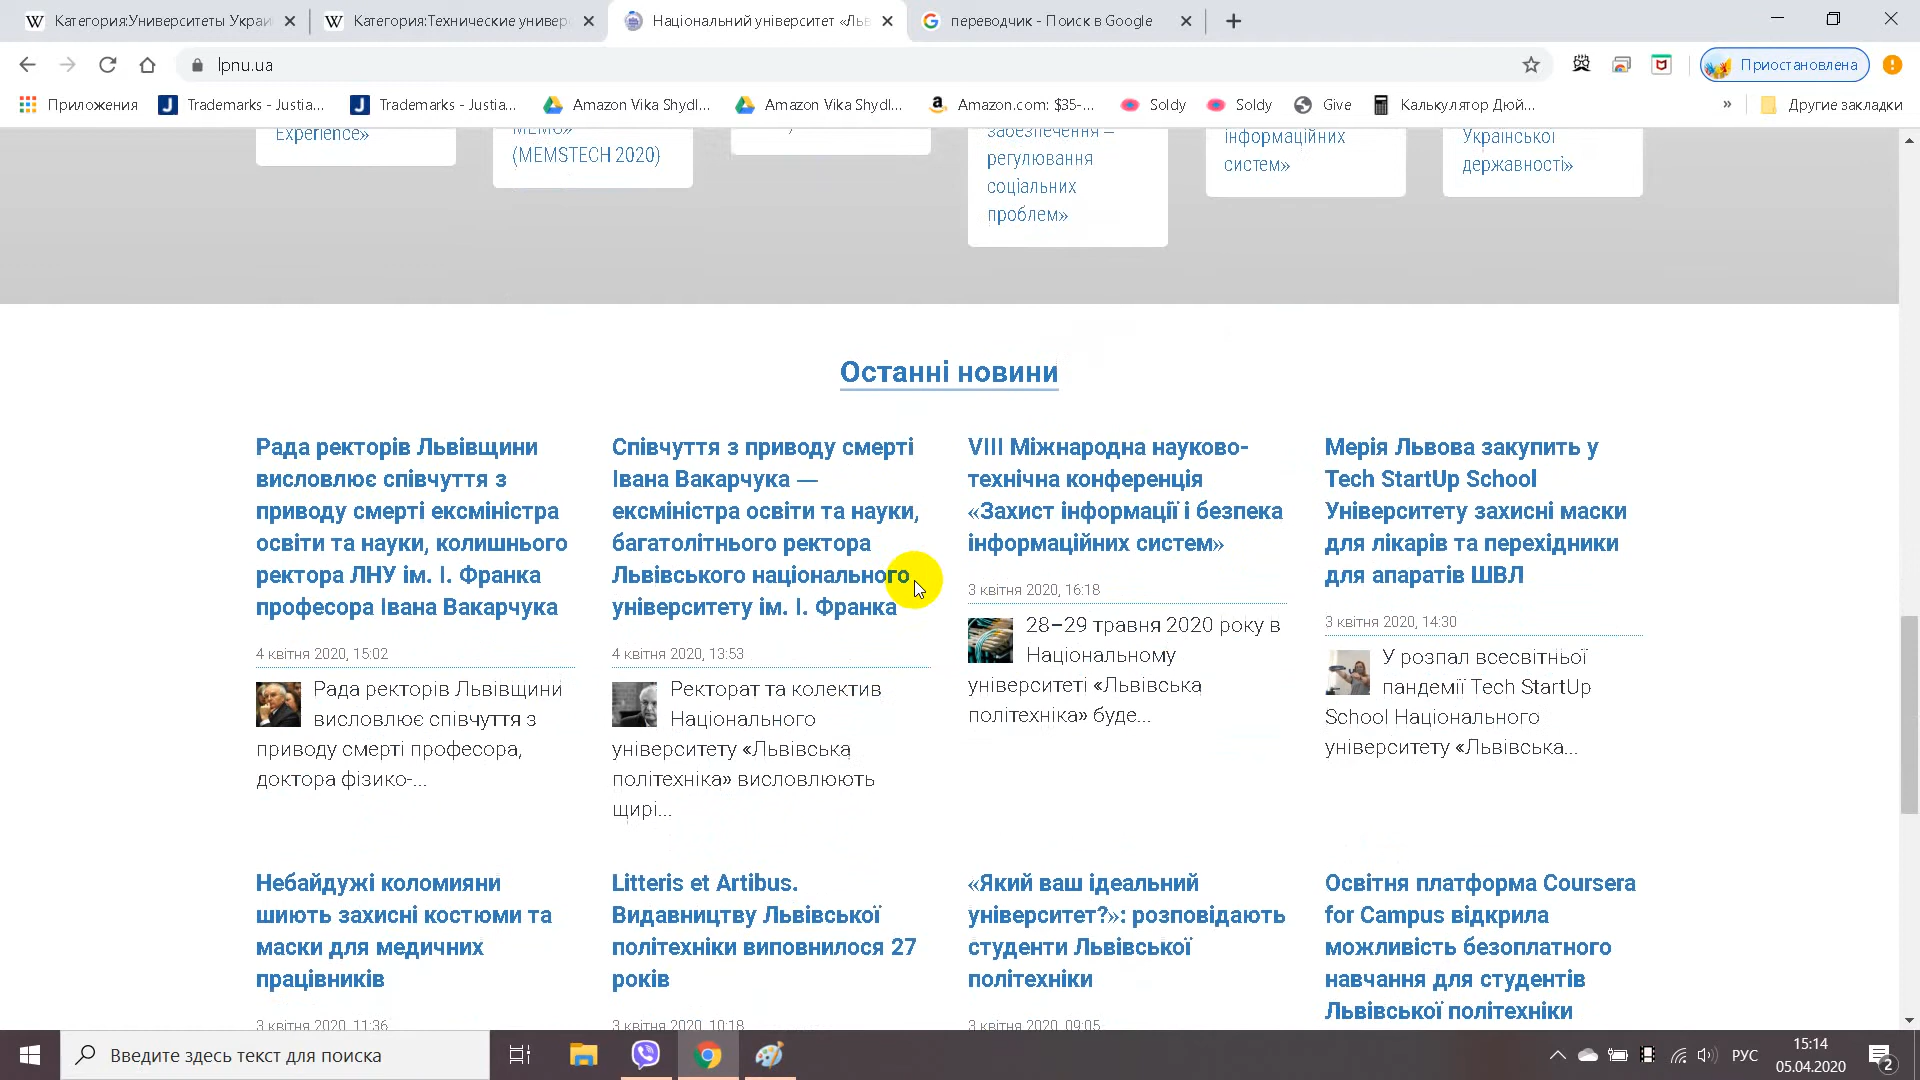 Категория:Университеты Украи
Категория:Технические универ
Національний університет «Льв
переводчик - Поиск в Google
lpnu.ua
Приостановлена
Приложения
Trademarks - Justia...
Trademarks - Justia...
Amazon Vika Shydl...
Amazon Vika Shydl...
Amazon.com: $35-...
Soldy
Soldy
Give
Калькулятор Дюй...
»
Другие закладки
Experience»
МЕМS»
(MEMSTECH 2020)
забезпечення –
регулювання
соціальних
проблем»
інформаційних
систем»
Української
державності»
Останні новини
Рада ректорів Львівщини
висловлює співчуття з
приводу смерті ексміністра
освіти та науки, колишнього
ректора ЛНУ ім. І. Франка
професора Івана Вакарчука
4 квітня 2020, 15:02
Рада ректорів Львівщини
висловлює співчуття з
приводу смерті професора,
доктора фізико-...
Співчуття з приводу смерті
Івана Вакарчука —
ексміністра освіти та науки,
багатолітнього ректора
Львівського національного
університету ім. І. Франка
4 квітня 2020, 13:53
Ректорат та колектив
Національного
університету «Львівська
політехніка» висловлюють
щирі...
VIII Міжнародна науково-
технічна конференція
«Захист інформації і безпека
інформаційних систем»
3 квітня 2020, 16:18
28–29 травня 2020 року в
Національному
університеті «Львівська
політехніка» буде...
Мерія Львова закупить у
Tech StartUp School
Університету захисні маски
для лікарів та перехідники
для апаратів ШВЛ
3 квітня 2020, 14:30
У розпал всесвітньої
пандемії Tech StartUp
School Національного
університету «Львівська...
Небайдужі коломияни
шиють захисні костюми та
маски для медичних
працівників
3 квітня 2020, 11:36
Litteris et Artibus.
Видавництву Львівської
політехніки виповнилося 27
років
3 квітня 2020, 10:18
«Який ваш ідеальний
університет?»: розповідають
студенти Львівської
політехніки
3 квітня 2020, 09:05
Освітня платформа Coursera
for Campus відкрила
можливість безоплатного
навчання для студентів
Львівської політехніки
Введите здесь текст для поиска
РУС
15:14
05.04.2020
2